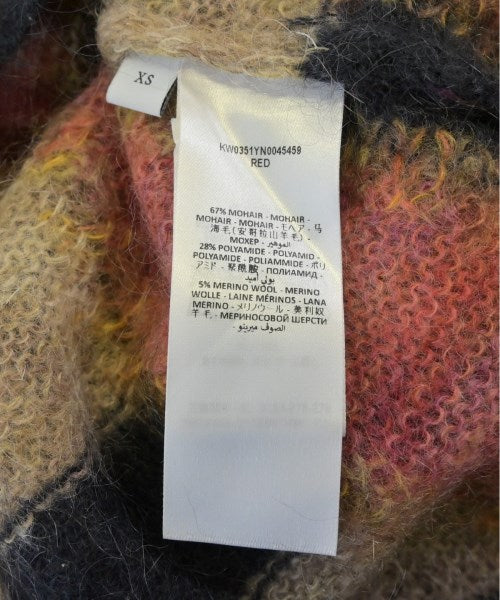 XS
KW0351YN0045459
RED
67% MOHAIR - MOHAIR -
MOHAIR - MOHAIR - モヘア - 马
海毛(安哥拉山羊毛) -
МОХЕР - الموهير
28% POLYAMIDE - POLYAMID -
POLYAMIDE - POLIAMMIDE - ポリ
アミド - 聚酰胺 - ПОЛИАМИД -
بولي أميد
5% MERINO WOOL - MERINO
WOLLE - LAINE MÉRINOS - LANA
MERINO - メリノウール - 美利奴
羊毛 - МЕРИНОСОВОЙ ШЕРСТИ
- الصوف ميرينو